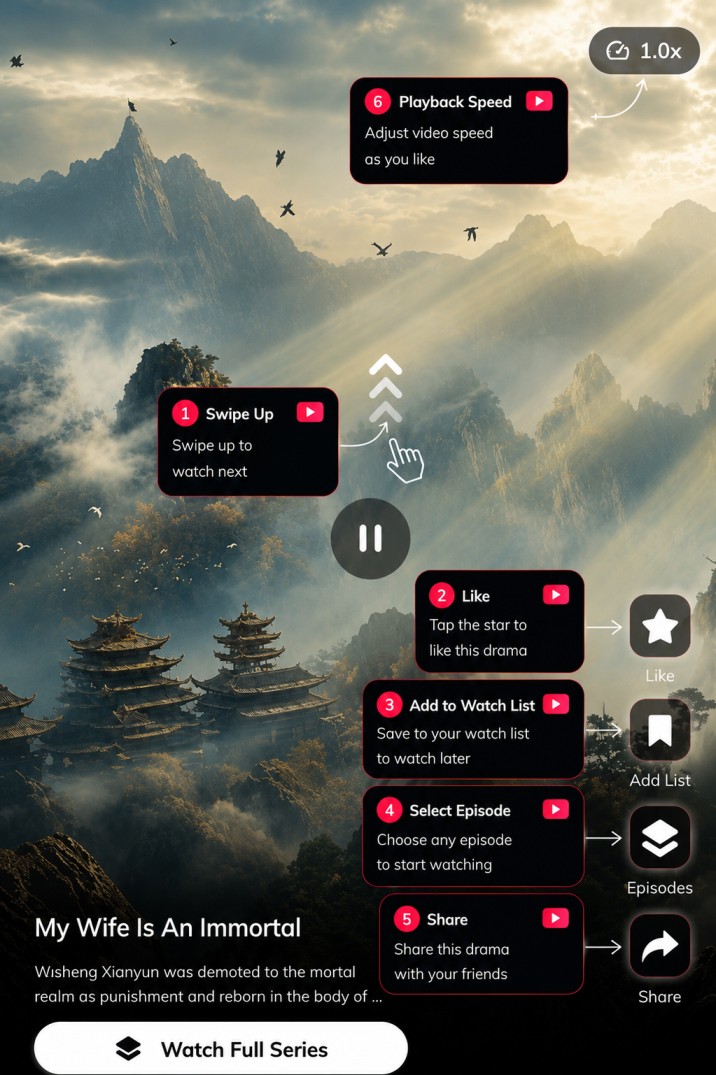 1.0x
6 Playback Speed
Adjust video speed
as you like
1 Swipe Up
Swipe up to
watch next
2 Like
Tap the star to
like this drama
Like
3 Add to Watch List
Save to your watch list
to watch later
Add List
4 Select Episode
Choose any episode
to start watching
Episodes
5 Share
Share this drama
with your friends
Share
My Wife Is An Immortal
Wisheng Xianyun was demoted to the mortal
realm as punishment and reborn in the body of ...
Watch Full Series